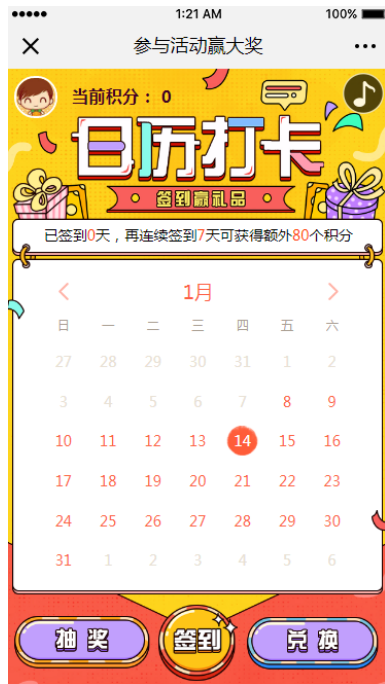 1:21 AM
100%
参与活动赢大奖
当前积分：0
日历打卡
签到赢礼品
已签到0天，再连续签到7天可获得额外80个积分
1月
日 一 二 三 四 五 六
27 28 29 30 31 1 2
3 4 5 6 7 8 9
10 11 12 13 14 15 16
17 18 19 20 21 22 23
24 25 26 27 28 29 30
31 1 2 3 4 5 6
抽奖 签到 兑换